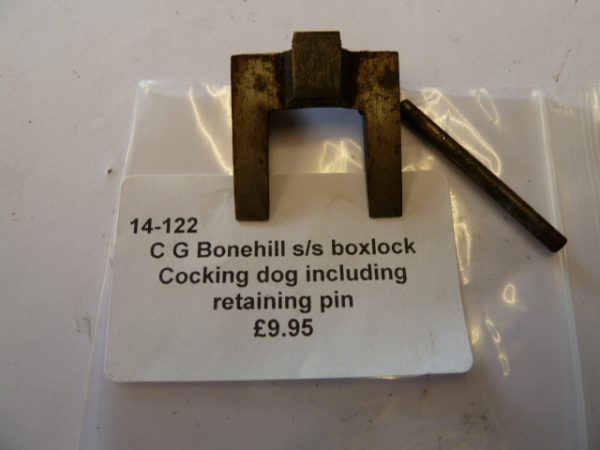 14-122
C G Bonehill s/s boxlock
Cocking dog including
retaining pin
£9.95